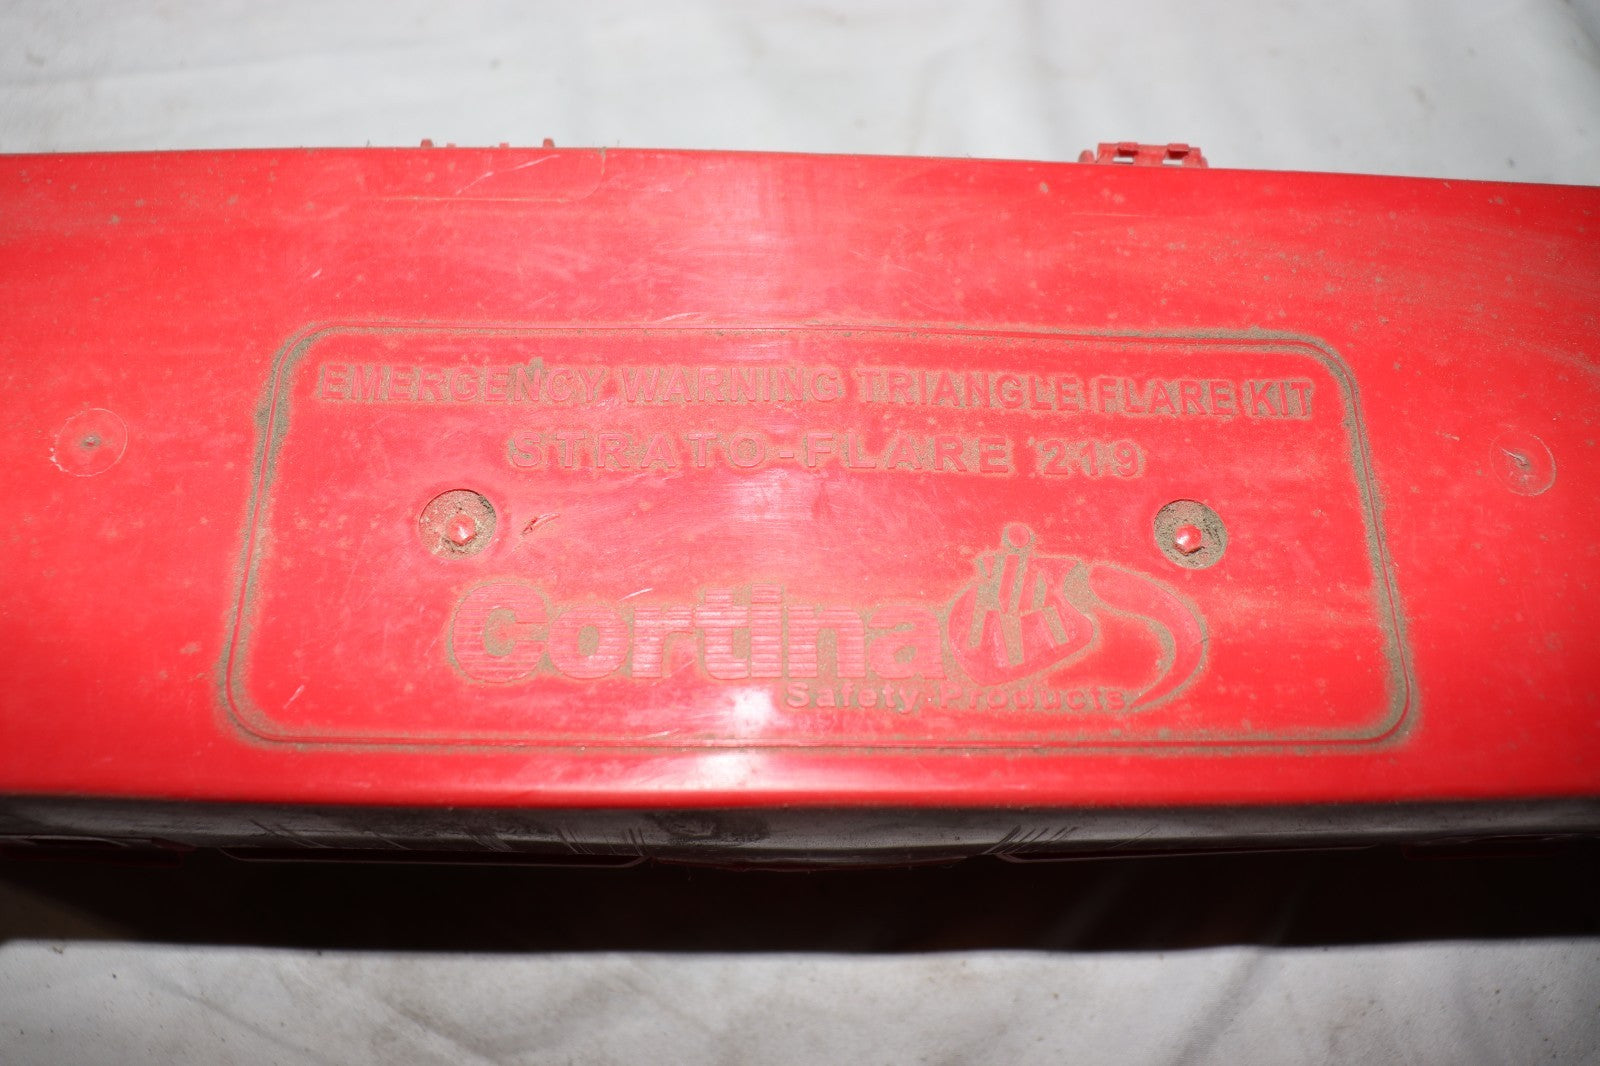 EMERGENCY WARNING TRIANGLE FLARE KIT
STRATO-FLARE 219
Cortina
Safety Products